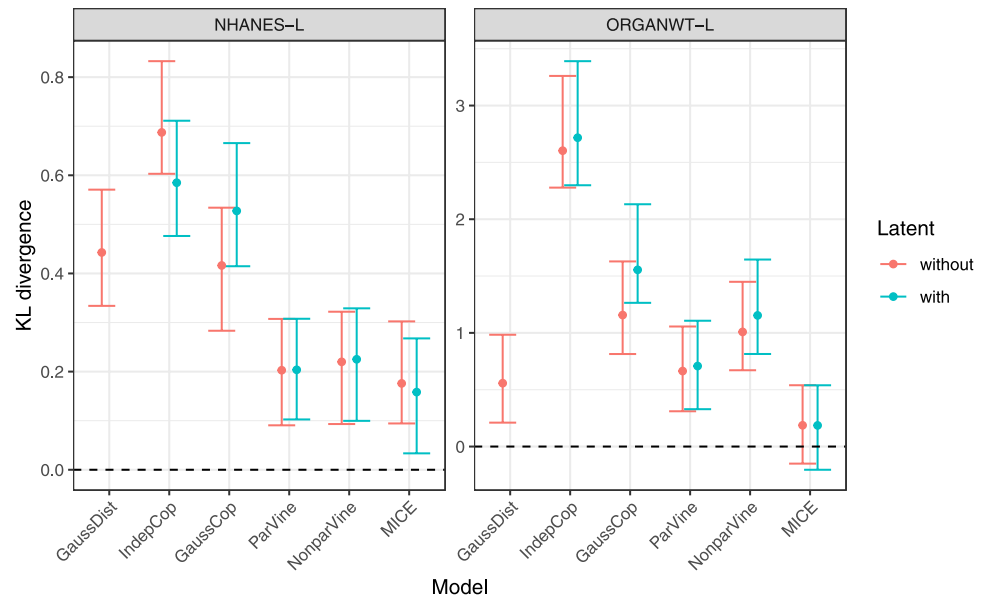 NHANES−L
ORGANWT−L
KL divergence
0.8
0.6
0.4
0.2
0.0
3
2
1
0
GaussDist
IndepCop
GaussCop
ParVine
NonparVine
MICE
GaussDist
IndepCop
GaussCop
ParVine
NonparVine
MICE
Model
Latent
without
with